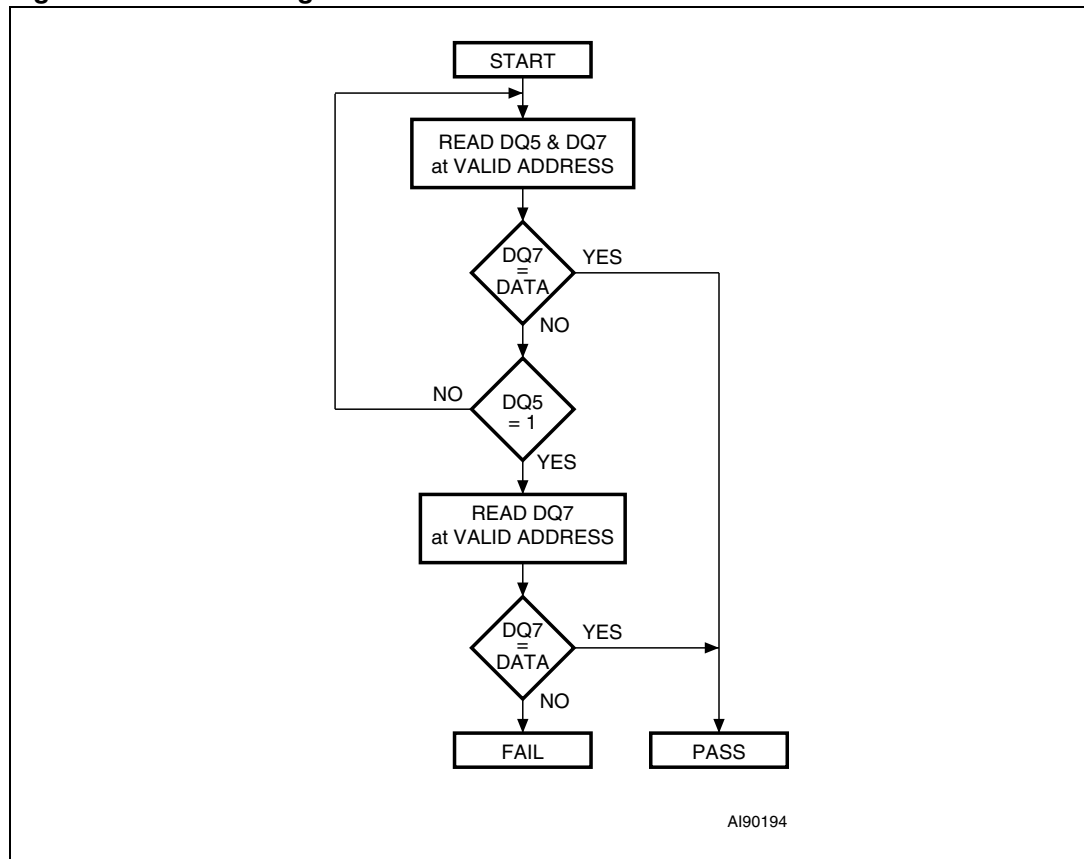 START
READ DQ5 & DQ7
at VALID ADDRESS
DQ7
=
DATA
YES
NO
NO
DQ5
= 1
YES
READ DQ7
at VALID ADDRESS
DQ7
=
DATA
YES
NO
FAIL
PASS
AI90194